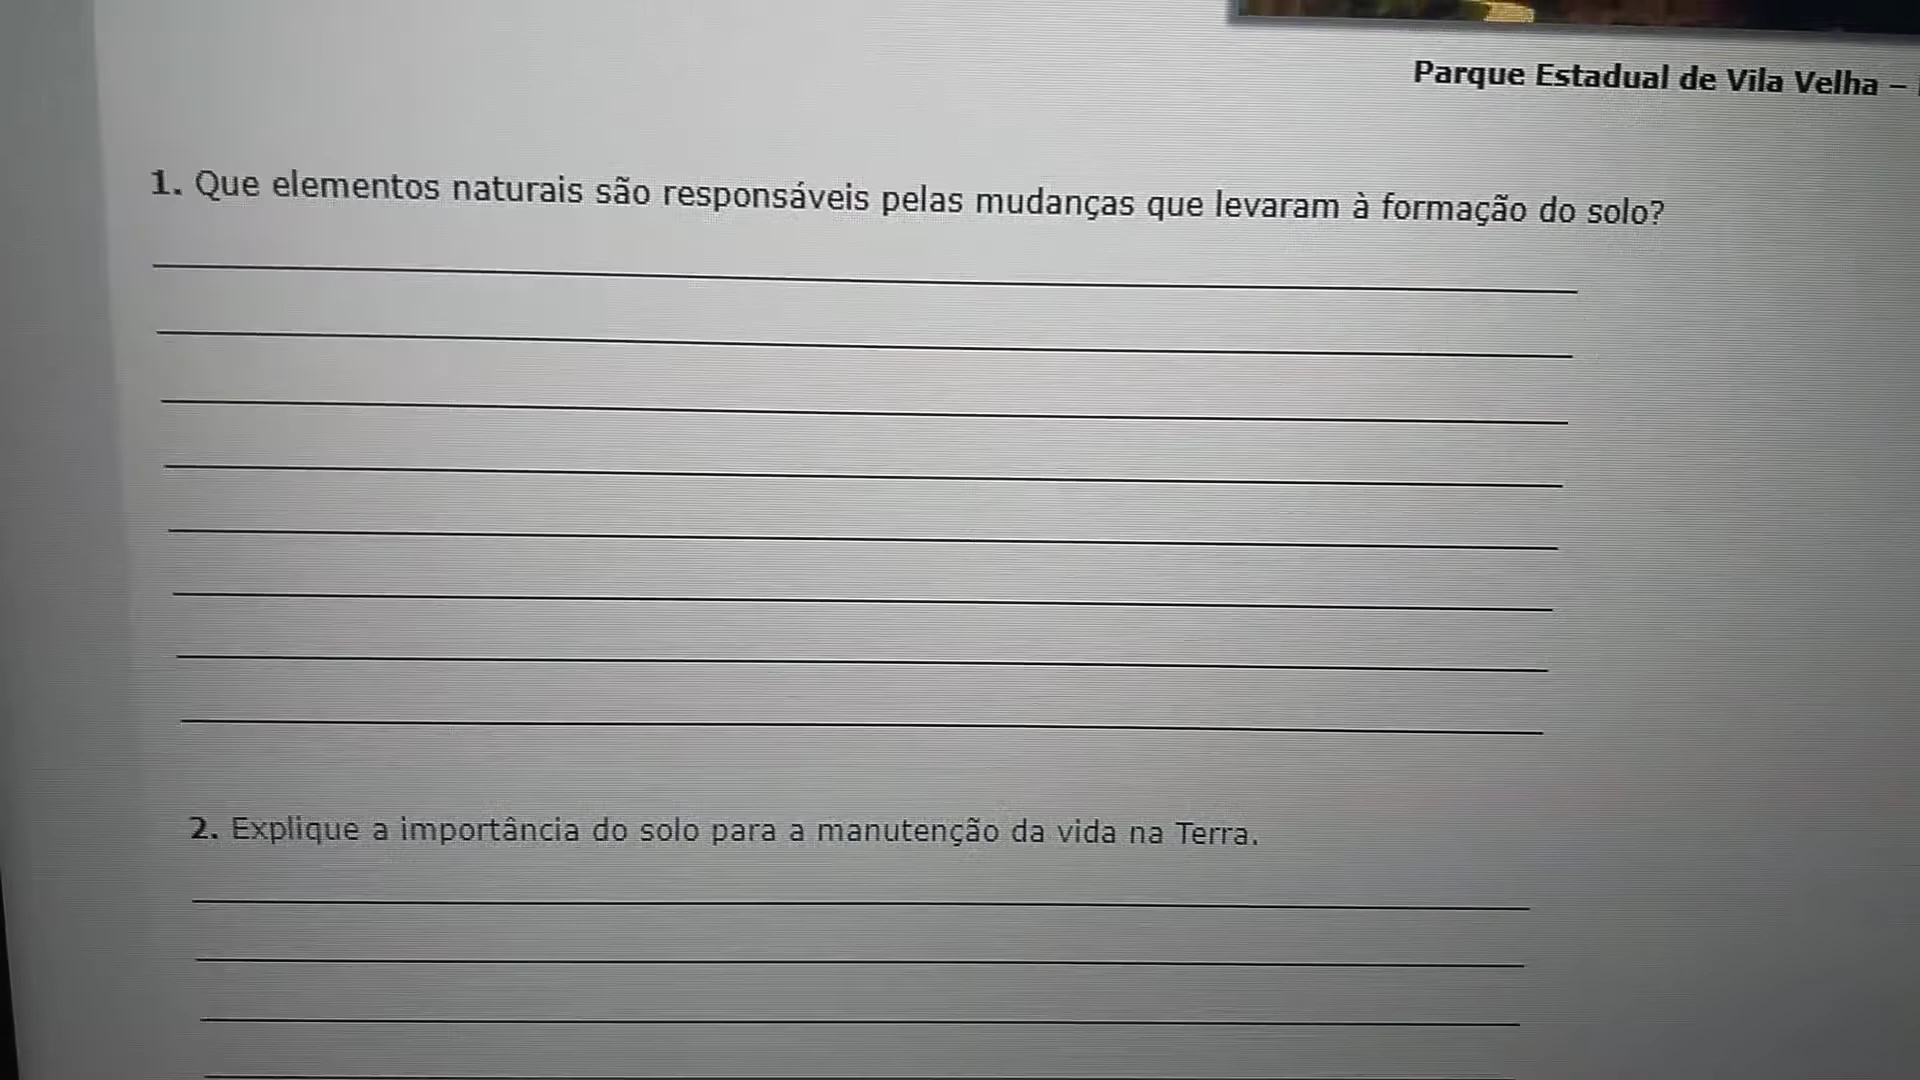 Parque Estadual de Vila Velha –
1. Que elementos naturais são responsáveis pelas mudanças que levaram à formação do solo?
2. Explique a importância do solo para a manutenção da vida na Terra.